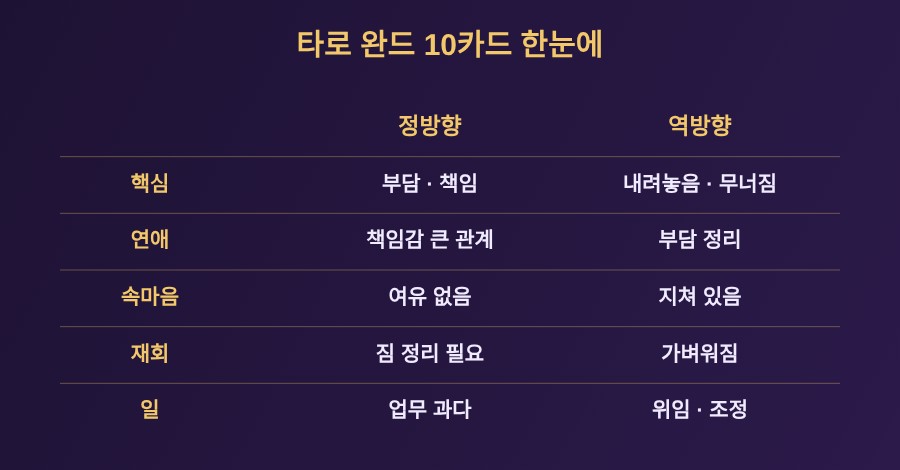 타로 완드 10카드 한눈에
정방향 역방향
핵심 부담 · 책임 내려놓음 · 무너짐
연애 책임감 큰 관계 부담 정리
속마음 여유 없음 지쳐 있음
재회 짐 정리 필요 가벼워짐
일 업무 과다 위임 · 조정